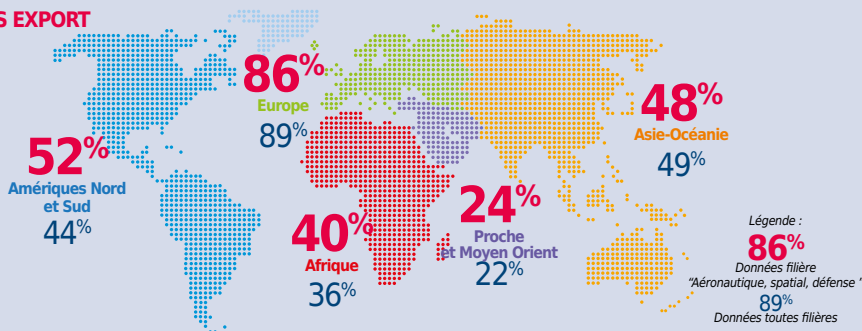 S EXPORT
86%
Europe
89%
48%
Asie-Océanie
49%
52%
Amériques Nord
et Sud
44%
40%
Afrique
36%
24%
Proche
et Moyen Orient
22%
Légende :
86%
Données filière
"Aéronautique, spatial, défense "
89%
Données toutes filières